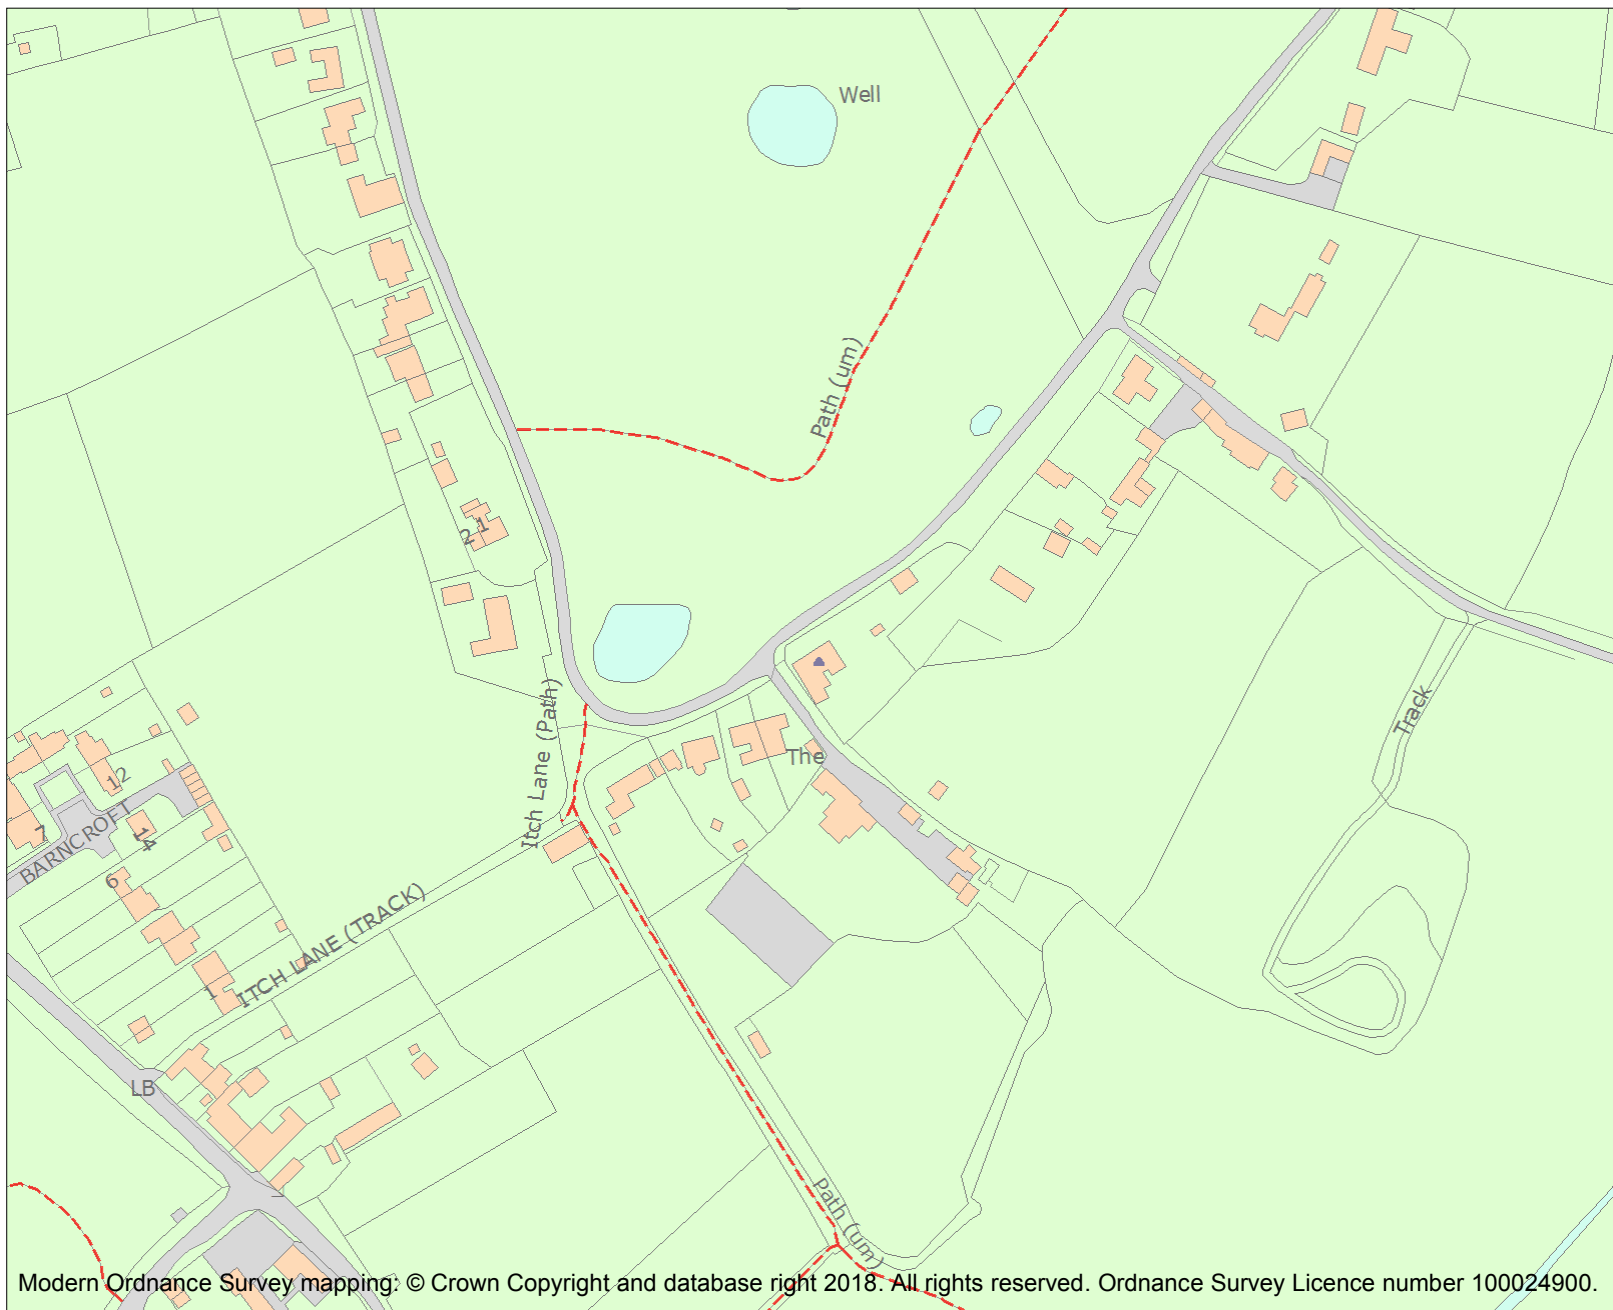 Well
Path (um)
2 1
Itch Lane (Path)
The
Track
12
7
14
BARNCROFT
6
ITCH LANE (TRACK)
1
LB
Path (um)
Modern Ordnance Survey mapping: © Crown Copyright and database right 2018. All rights reserved. Ordnance Survey Licence number 100024900.